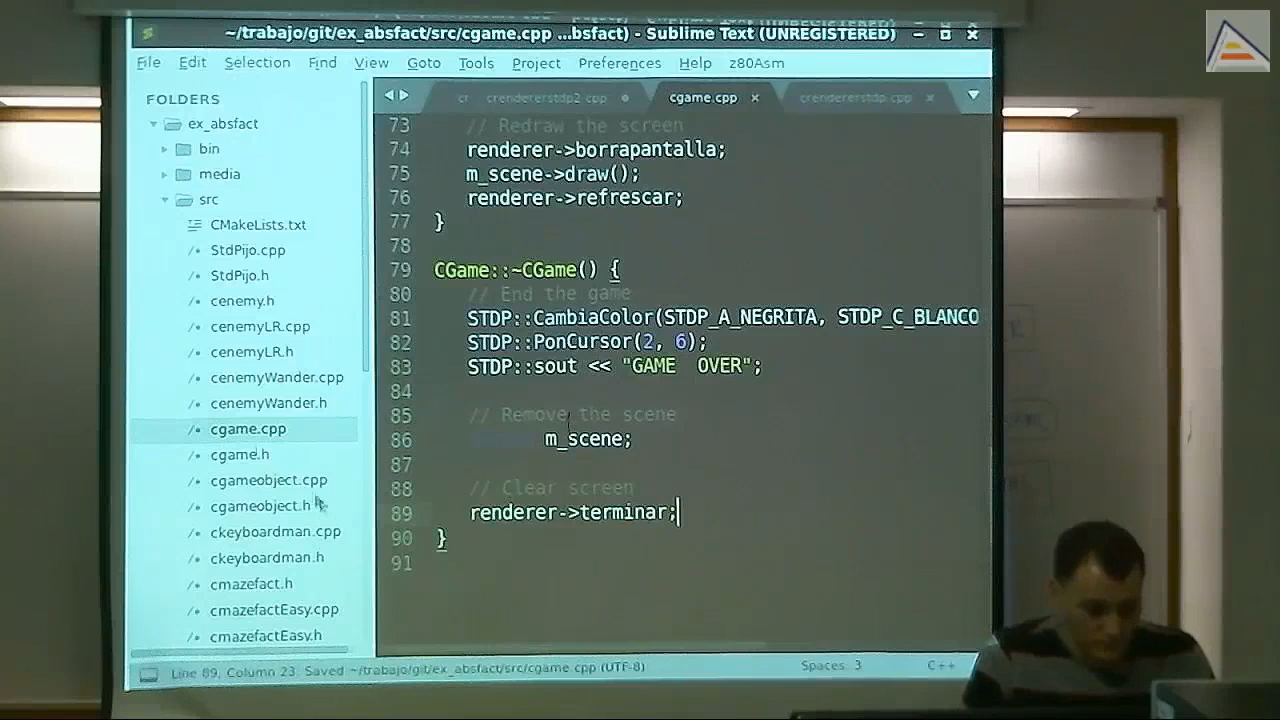 ~/trabajo/git/ex_absfact/src/cgame.cpp ...bsfact) - Sublime Text (UNREGISTERED)
File Edit Selection Find View Goto Tools Project Preferences Help z80Asm
cr crendererstdp2.cpp cgame.cpp crendererstdp.cpp
FOLDERS
ex_absfact
bin
media
src
CMakeLists.txt
StdPijo.cpp
StdPijo.h
cenemy.h
cenemyLR.cpp
cenemyLR.h
cenemyWander.cpp
cenemyWander.h
cgame.cpp
cgame.h
cgameobject.cpp
cgameobject.h
ckeyboardman.cpp
ckeyboardman.h
cmazefact.h
cmazefactEasy.cpp
cmazefactEasy.h
73 // Redraw the screen
74 renderer->borrapantalla;
75 m_scene->draw();
76 renderer->refrescar;
77 }
78
79 CGame::~CGame() {
80 // End the game
81 STDP::CambiaColor(STDP_A_NEGRITA, STDP_C_BLANCO
82 STDP::PonCursor(2, 6);
83 STDP::sout << "GAME  OVER";
84
85 // Remove the scene
86 m_scene;
87
88 // Clear screen
89 renderer->terminar;
90 }
91
Line 89, Column 23, Saved ~/trabajo/git/ex_absfact/src/cgame.cpp (UTF-8) Spaces: 3 C++